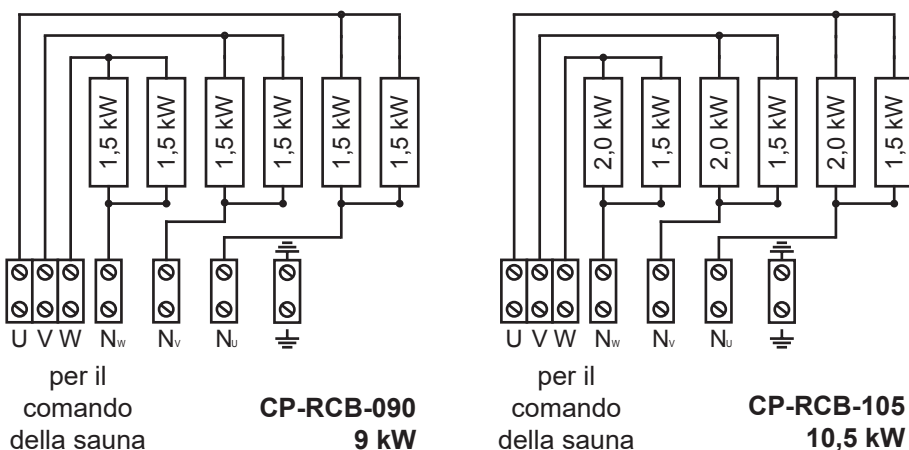 1,5 kW
1,5 kW
1,5 kW
1,5 kW
1,5 kW
1,5 kW
U V W Nw Nv Nu
per il
comando
della sauna
CP-RCB-090
9 kW
2,0 kW
1,5 kW
2,0 kW
1,5 kW
2,0 kW
1,5 kW
U V W Nw Nv Nu
per il
comando
della sauna
CP-RCB-105
10,5 kW